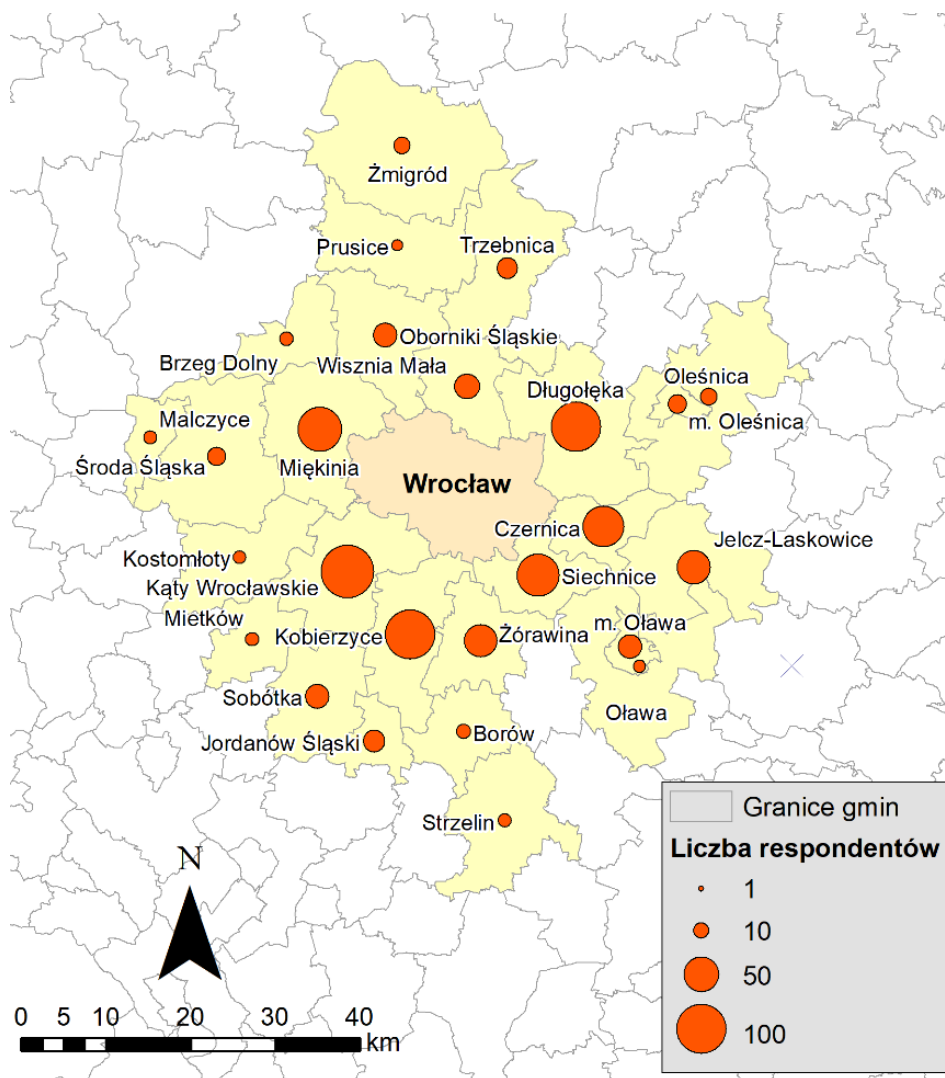 Żmigród
Prusice
Trzebnica
Oborniki Śląskie
Brzeg Dolny
Wisznia Mała
Długołęka
Oleśnica
m. Oleśnica
Malczyce
Środa Śląska
Miękinia
Wrocław
Czernica
Jelcz-Laskowice
Kostomłoty
Siechnice
Kąty Wrocławskie
Mietków
m. Oława
Kobierzyce
Żórawina
Sobótka
Oława
Jordanów Śląski
Borów
Strzelin
Granice gmin
Liczba respondentów
1
10
50
100
N
0 5 10 20 30 40
km